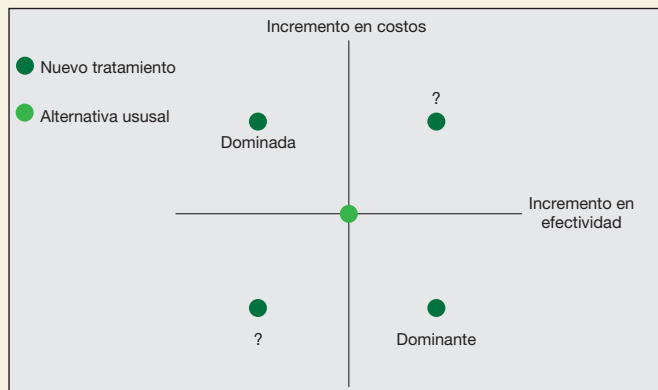 Incremento en costos
Nuevo tratamiento
Alternativa ususal
?
Dominada
Incremento en
efectividad
?
Dominante